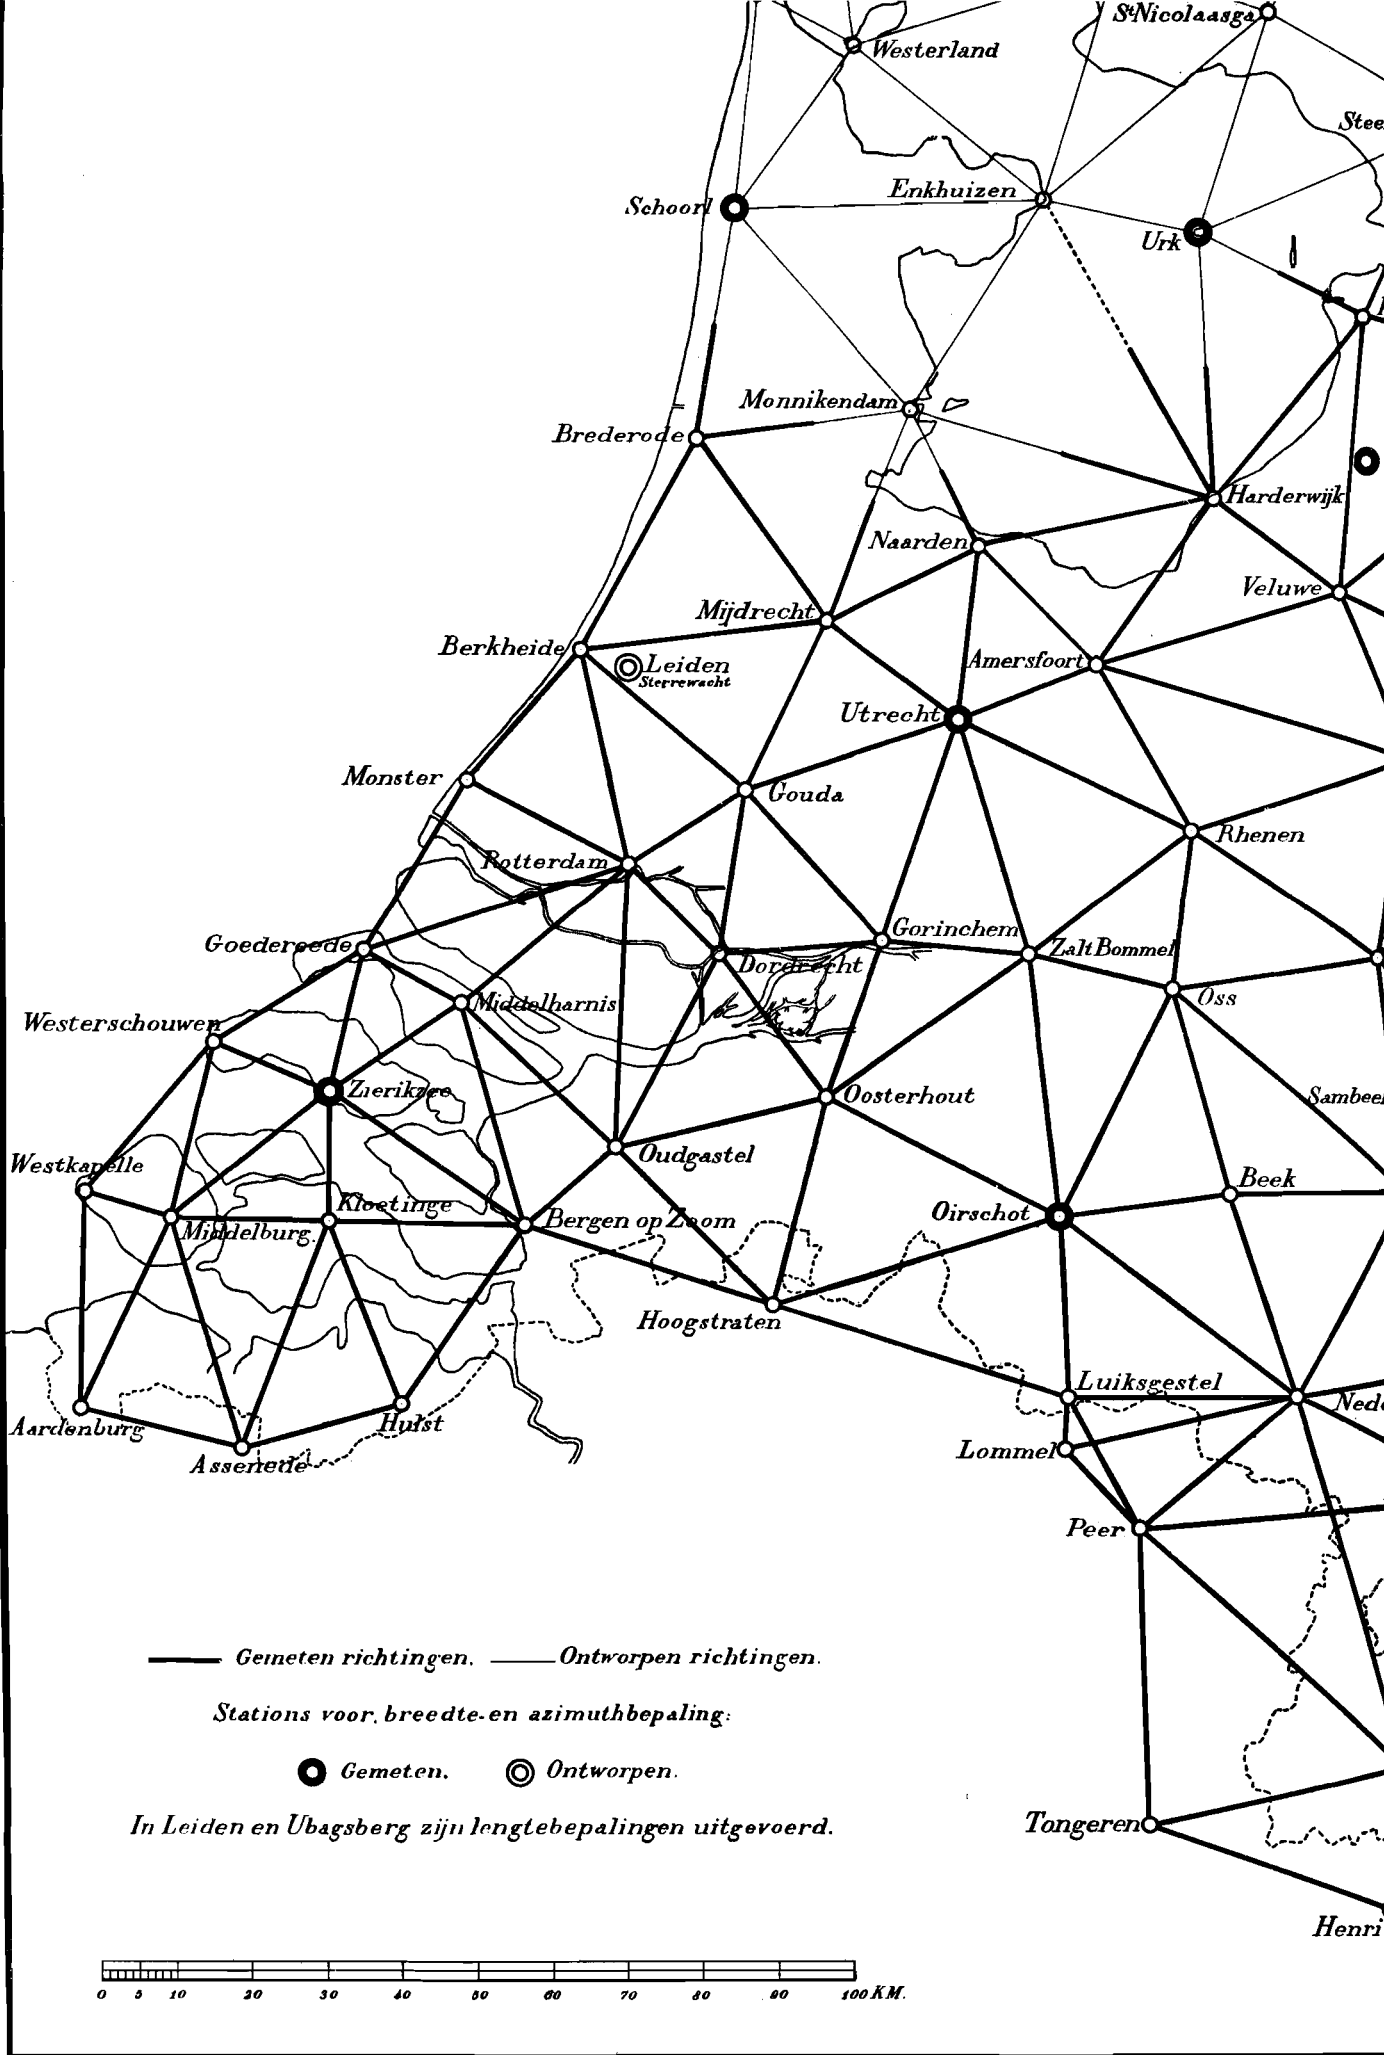 St Nicolaasga
Westerland
Stee
Schoorl
Enkhuizen
Urk
Monnikendam
Brederode
Harderwijk
Naarden
Veluwe
Mijdrecht
Berkheide
Leiden
Sterrewacht
Amersfoort
Utrecht
Monster
Gouda
Rhenen
Rotterdam
Goedereede
Gorinchem
Zalt Bommel
Dordrecht
Oss
Middelharnis
Westerschouwen
Zierikzee
Oosterhout
Sambeek
Oudgastel
Westkapelle
Beek
Kloetinge
Middelburg.
Bergen op Zoom
Oirschot
Hoogstraten
Luiksgestel
Nede
Aardenburg
Hulst
Assenede
Lommel
Peer
Gemeten richtingen. Ontworpen richtingen.
Stations voor breedte- en azimuthbepaling:
Gemeten. Ontworpen.
In Leiden en Ubagsberg zijn lengtebepalingen uitgevoerd.
Tongeren
Henri
0 5 10 20 30 40 50 60 70 80 90 100 KM.